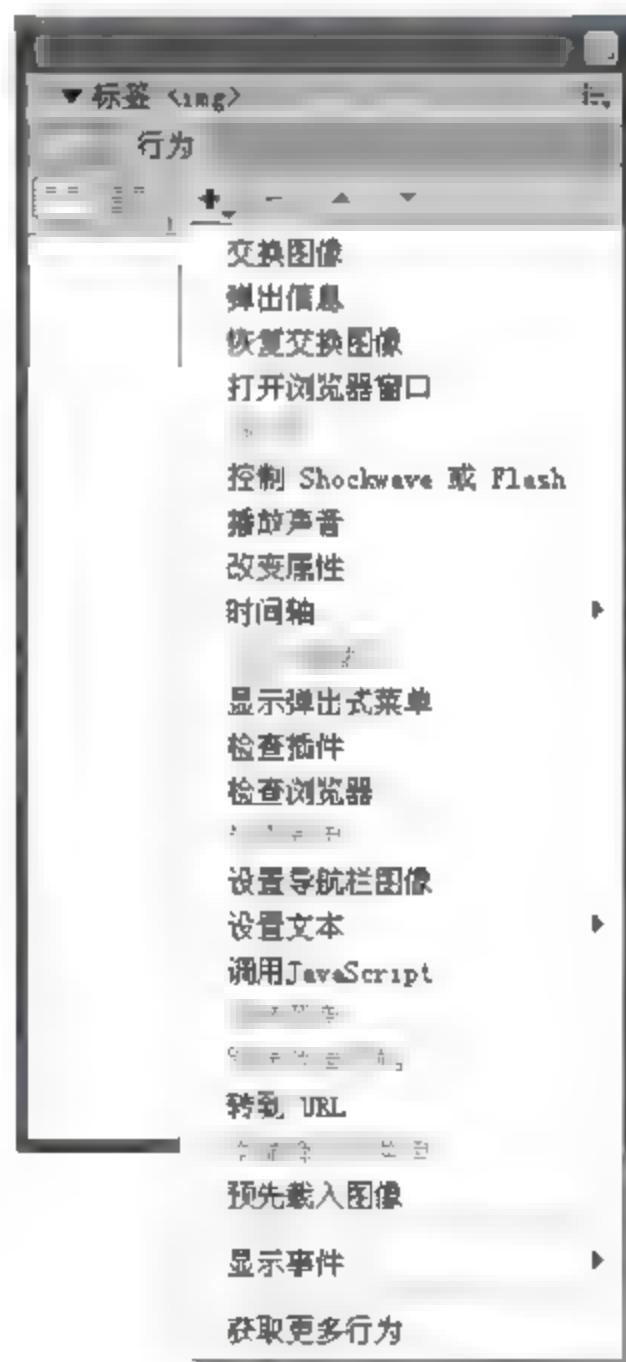 标签 <img>
行为
交换图像
弹出信息
恢复交换图像
打开浏览器窗口
控制 Shockwave 或 Flash
播放声音
改变属性
时间轴
显示弹出式菜单
检查插件
检查浏览器
设置导航栏图像
设置文本
调用JavaScript
转到 URL
预先载入图像
显示事件
获取更多行为